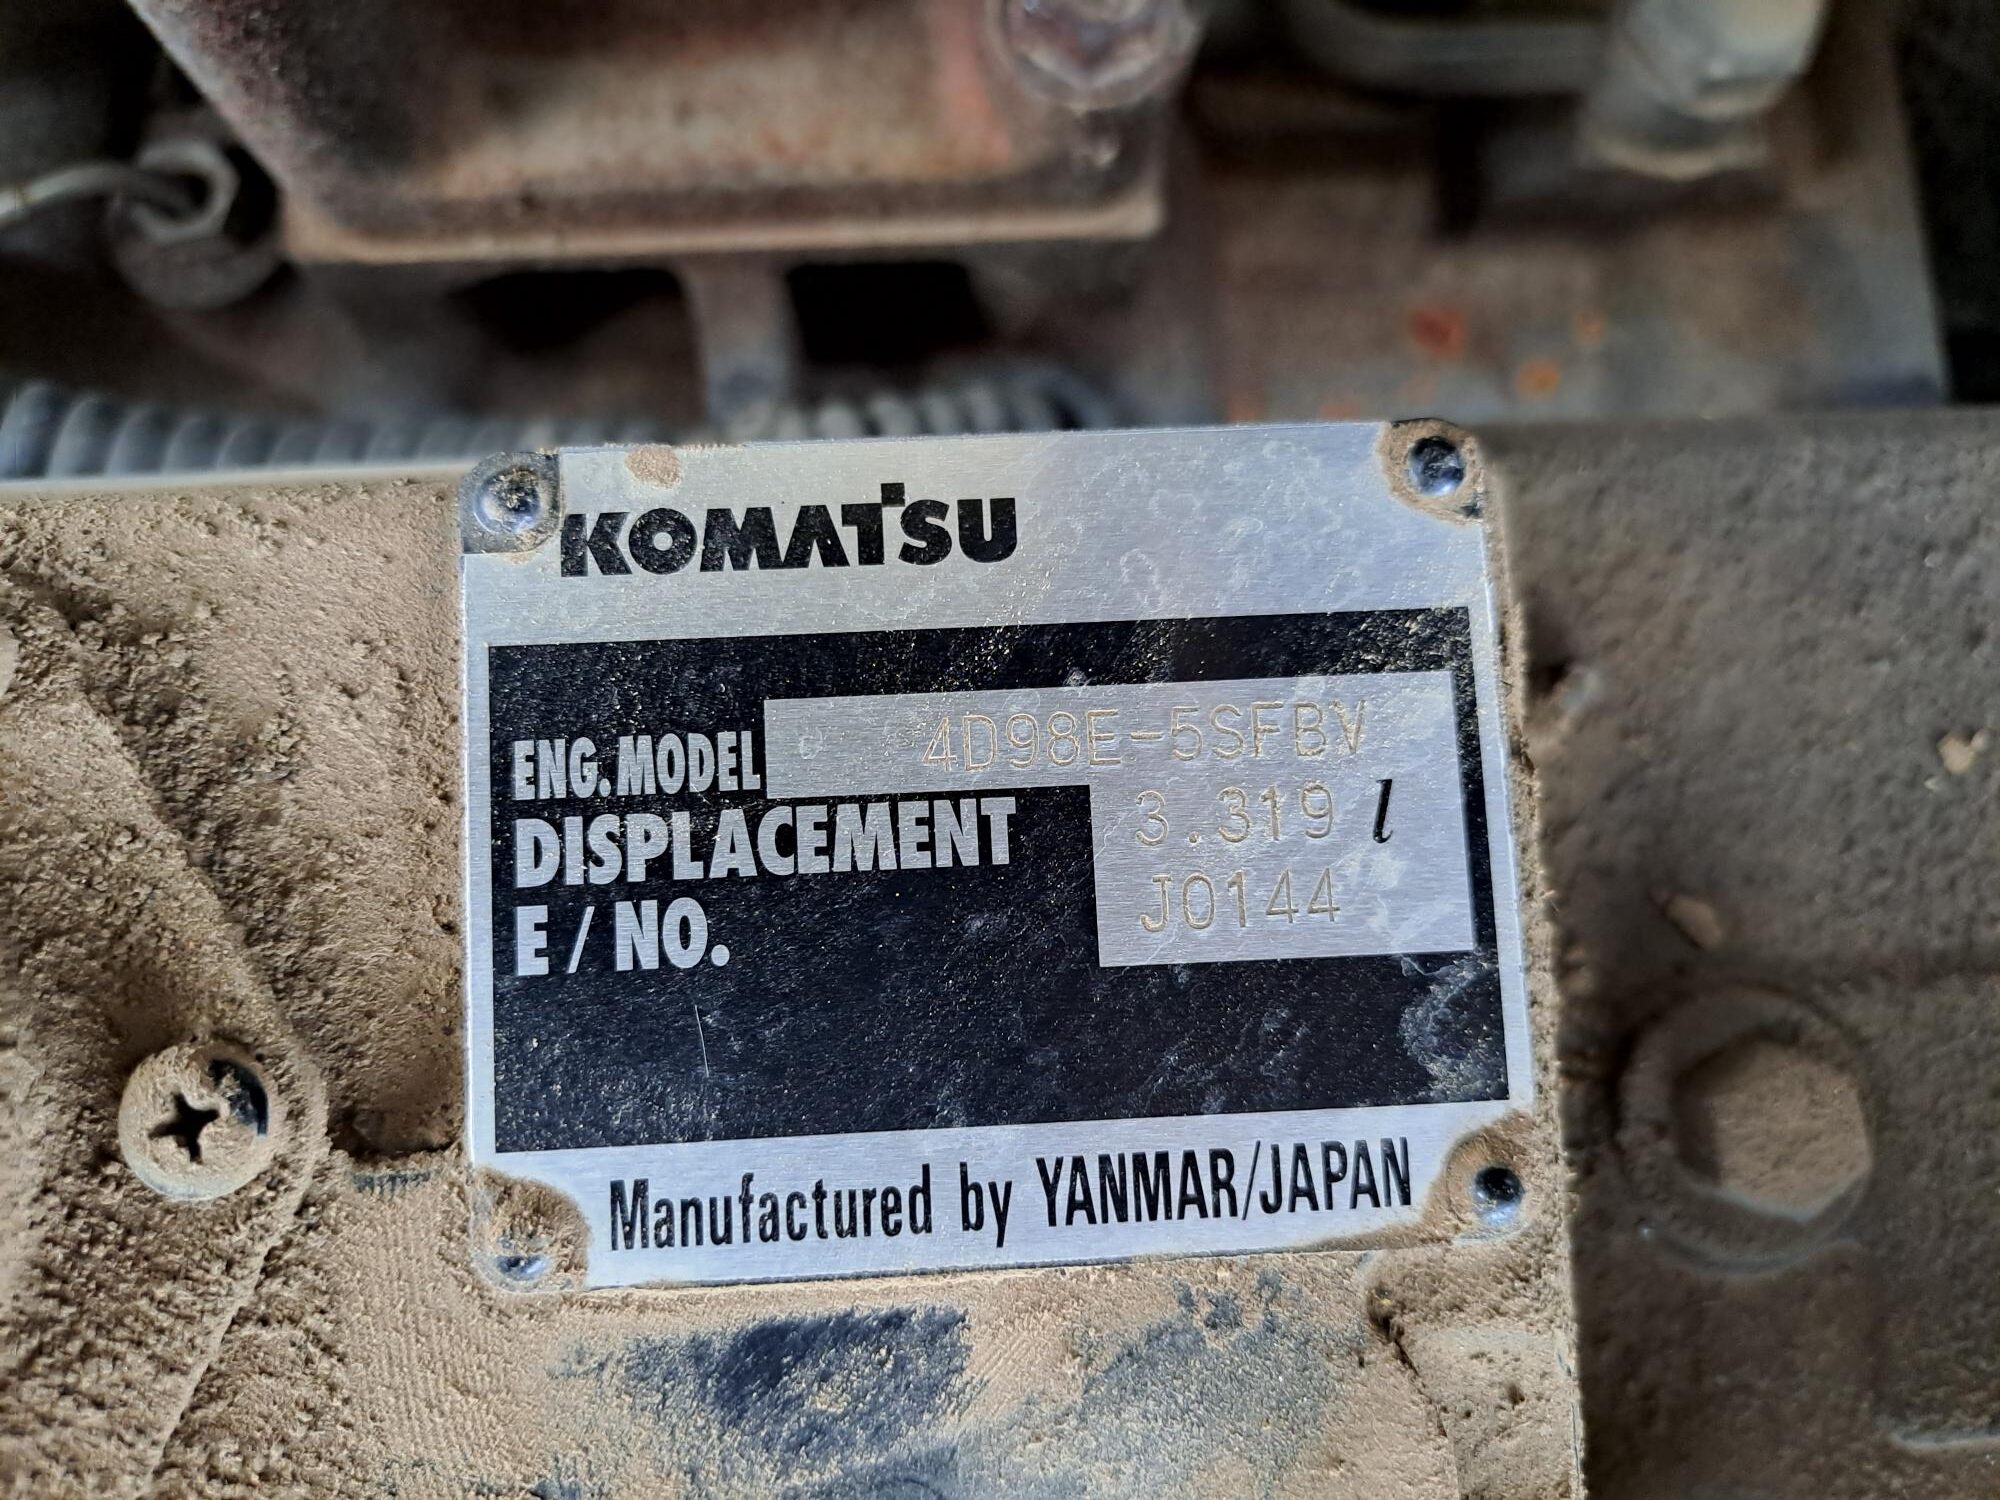 KOMATSU
ENG. MODEL 4D98E-5SFBV
DISPLACEMENT 3.319 l
E / NO. J0144
Manufactured by YANMAR/JAPAN